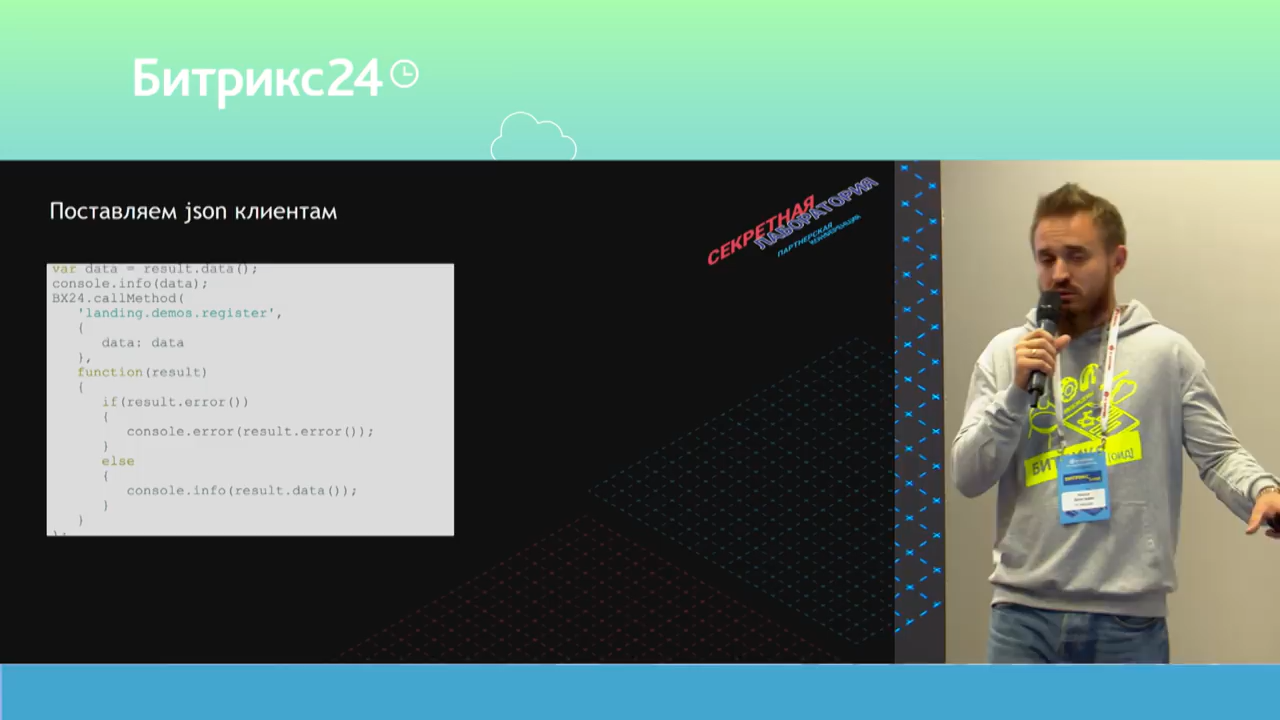 Битрикс24
Поставляем json клиентам
СЕКРЕТНАЯ
ЛАБОРАТОРИЯ
ПАРТНЕРСКАЯ
var data = result.data();
console.info(data);
BX24.callMethod(
'landing.demos.register',
{
data: data
},
function(result)
{
if(result.error())
{
console.error(result.error());
}
else
{
console.info(result.data());
}
}
);